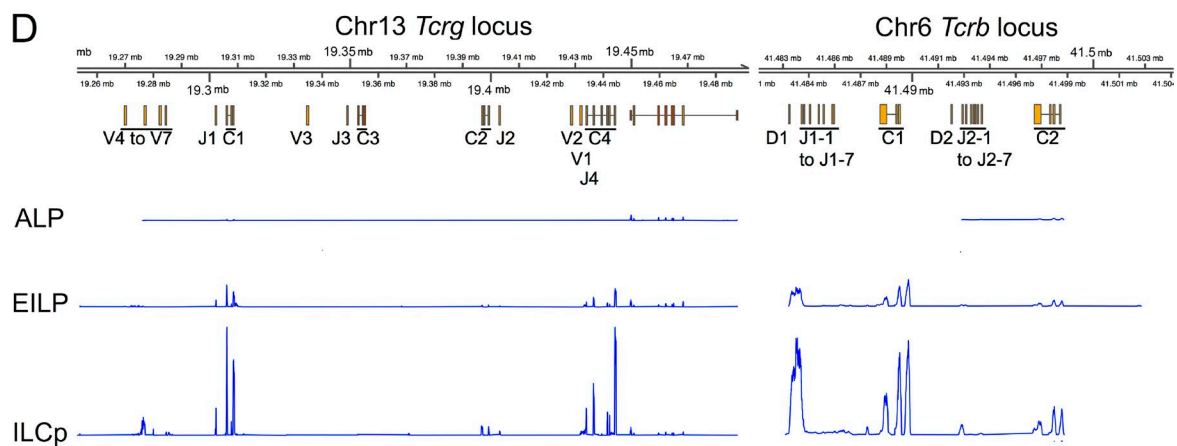 D
Chr13 Tcrg locus
Chr6 Tcrb locus
mb 19.27 mb 19.29 mb 19.31 mb 19.33 mb 19.35 mb 19.37 mb 19.39 mb 19.41 mb 19.43 mb 19.45 mb 19.47 mb
41.483 mb 41.486 mb 41.489 mb 41.491 mb 41.494 mb 41.497 mb 41.5 mb 41.503 mb
19.26 mb 19.28 mb 19.3 mb 19.32 mb 19.34 mb 19.36 mb 19.38 mb 19.4 mb 19.42 mb 19.44 mb 19.46 mb 19.48 mb
1 mb 41.484 mb 41.487 mb 41.49 mb 41.493 mb 41.496 mb 41.499 mb 41.501 mb 41.504
V4 to V7 J1 C1 V3 J3 C3 C2 J2 V2 C4
V1
J4
D1 J1-1 C1 D2 J2-1 C2
to J1-7 to J2-7
ALP
EILP
ILCp